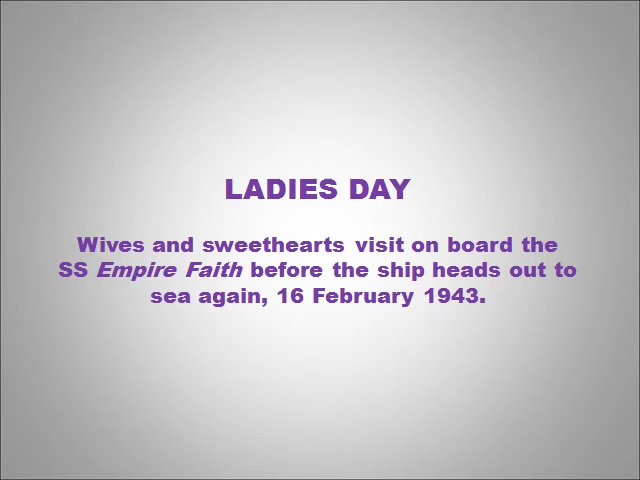 LADIES DAY
Wives and sweethearts visit on board the
SS Empire Faith before the ship heads out to
sea again, 16 February 1943.